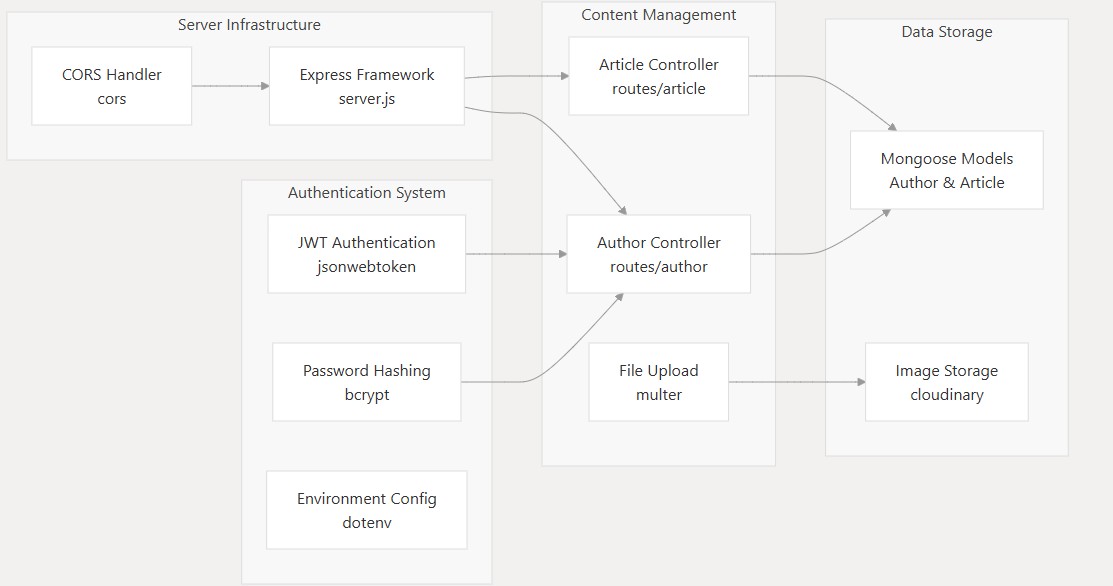 Server Infrastructure
CORS Handler
cors
Express Framework
server.js
Authentication System
JWT Authentication
jsonwebtoken
Password Hashing
bcrypt
Environment Config
dotenv
Content Management
Article Controller
routes/article
Author Controller
routes/author
File Upload
multer
Data Storage
Mongoose Models
Author & Article
Image Storage
cloudinary